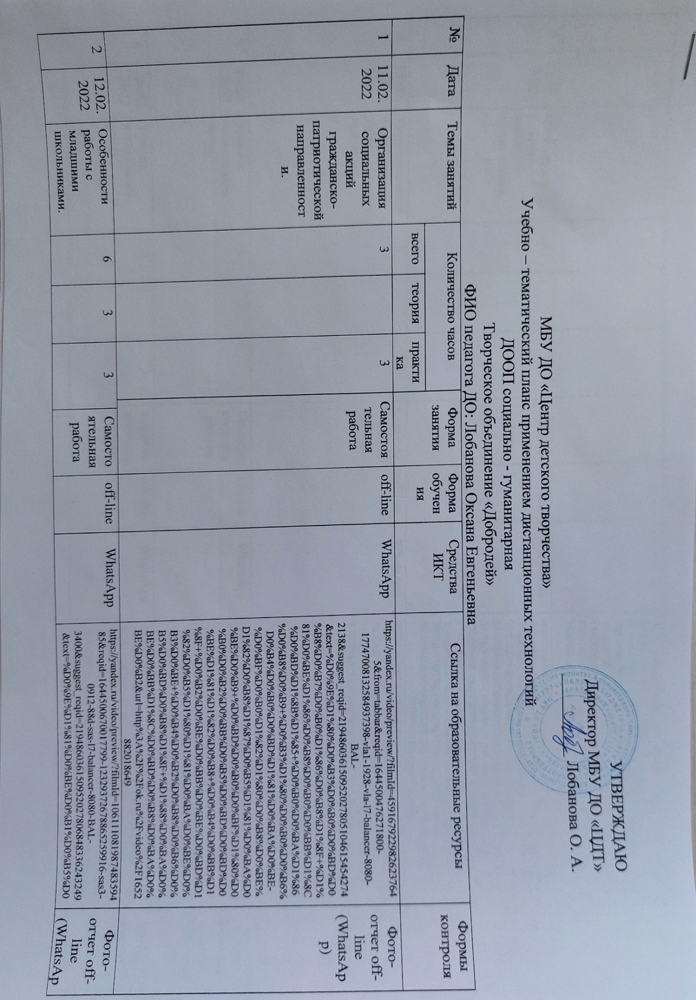 УТВЕРЖДАЮ
Директор МБУ ДО «ЦДТ»
Лобанова О. А.
МБУ ДО «Центр детского творчества»
Учебно – тематический планс применением дистанционных технологий
ДООП социально - гуманитарная
Творческое объединение «Добродей»
ФИО педагога ДО: Лобанова Оксана Евгеньевна
№
Дата
Темы занятий
Количество часов
всего
теория
практи
ка
Форма
занятия
Форма
обучен
ия
Средства
ИКТ
Ссылка на образовательные ресурсы
Формы
контроля
1
11.02.
2022
Организация
социальных
акций
гражданско-
патриотической
направленност
и.
3
3
Самостоя
тельная
работа
off-line
WhatsApp
https://yandex.ru/video/preview/?filmId=459167922982623764
5&from=tabbar&reqid=1644500476271800-
17747008132584937398-vla1-1928-vla-l7-balancer-8080-
BAL-
2138&suggest_reqid=219486036150952027805104615454274
&text=%D0%9E%D1%80%D0%B3%D0%B0%D0%BD%D0
%B8%D0%B7%D0%B0%D1%86%D0%B8%D1%8F+%D1%
81%D0%BE%D1%86%D0%B8%D0%B0%D0%BB%D1%8C
%D0%BD%D1%8B%D1%85+%D0%B0%D0%BA%D1%86
%D0%B8%D0%B9+%D0%B3%D1%80%D0%B0%D0%B6%
D0%B4%D0%B0%D0%BD%D1%81%D0%BA%D0%BE-
%D0%BF%D0%B0%D1%82%D1%80%D0%B8%D0%BE%
D1%82%D0%B8%D1%87%D0%B5%D1%81%D0%BA%D0
%BE%D0%B9+%D0%BD%D0%B0%D0%BF%D1%80%D0
%B0%D0%B2%D0%BB%D0%B5%D0%BD%D0%BD%D0
%BE%D1%81%D1%82%D0%B8+%D0%B4%D0%BB%D1
%8F+%D0%B2%D0%BE%D0%BB%D0%BE%D0%BD%D1
%82%D0%B5%D1%80%D1%81%D0%BA%D0%BE%D0%
B3%D0%BE+%D0%B4%D0%B2%D0%B8%D0%B6%D0%
B5%D0%BD%D0%B8%D1%8F+%D1%88%D0%BA%D0%
BE%D0%BB%D1%8C%D0%BD%D0%B8%D0%BA%D0%
BE%D0%B2&url=http%3A%2F%2Fok.ru%2Fvideo%2F1652
882018649-
Фото-
отчет off-
line
(WhatsAp
p)
2
12.02.
2022
Особенности
работы с
младшими
школьниками.
6
3
3
Самосто
ятельная
работа
off-line
WhatsApp
https://yandex.ru/video/preview/?filmId=106111081987483594
85&reqid=1644500670017799-12329372678865259916-sas3-
0912-88d-sas-l7-balancer-8080-BAL-
3400&suggest_reqid=219486036150952027806848336243249
&text=%D0%9E%D1%81%D0%BE%D0%B1%D0%B5%D0
Фото-
отчет off-
line
(WhatsAp